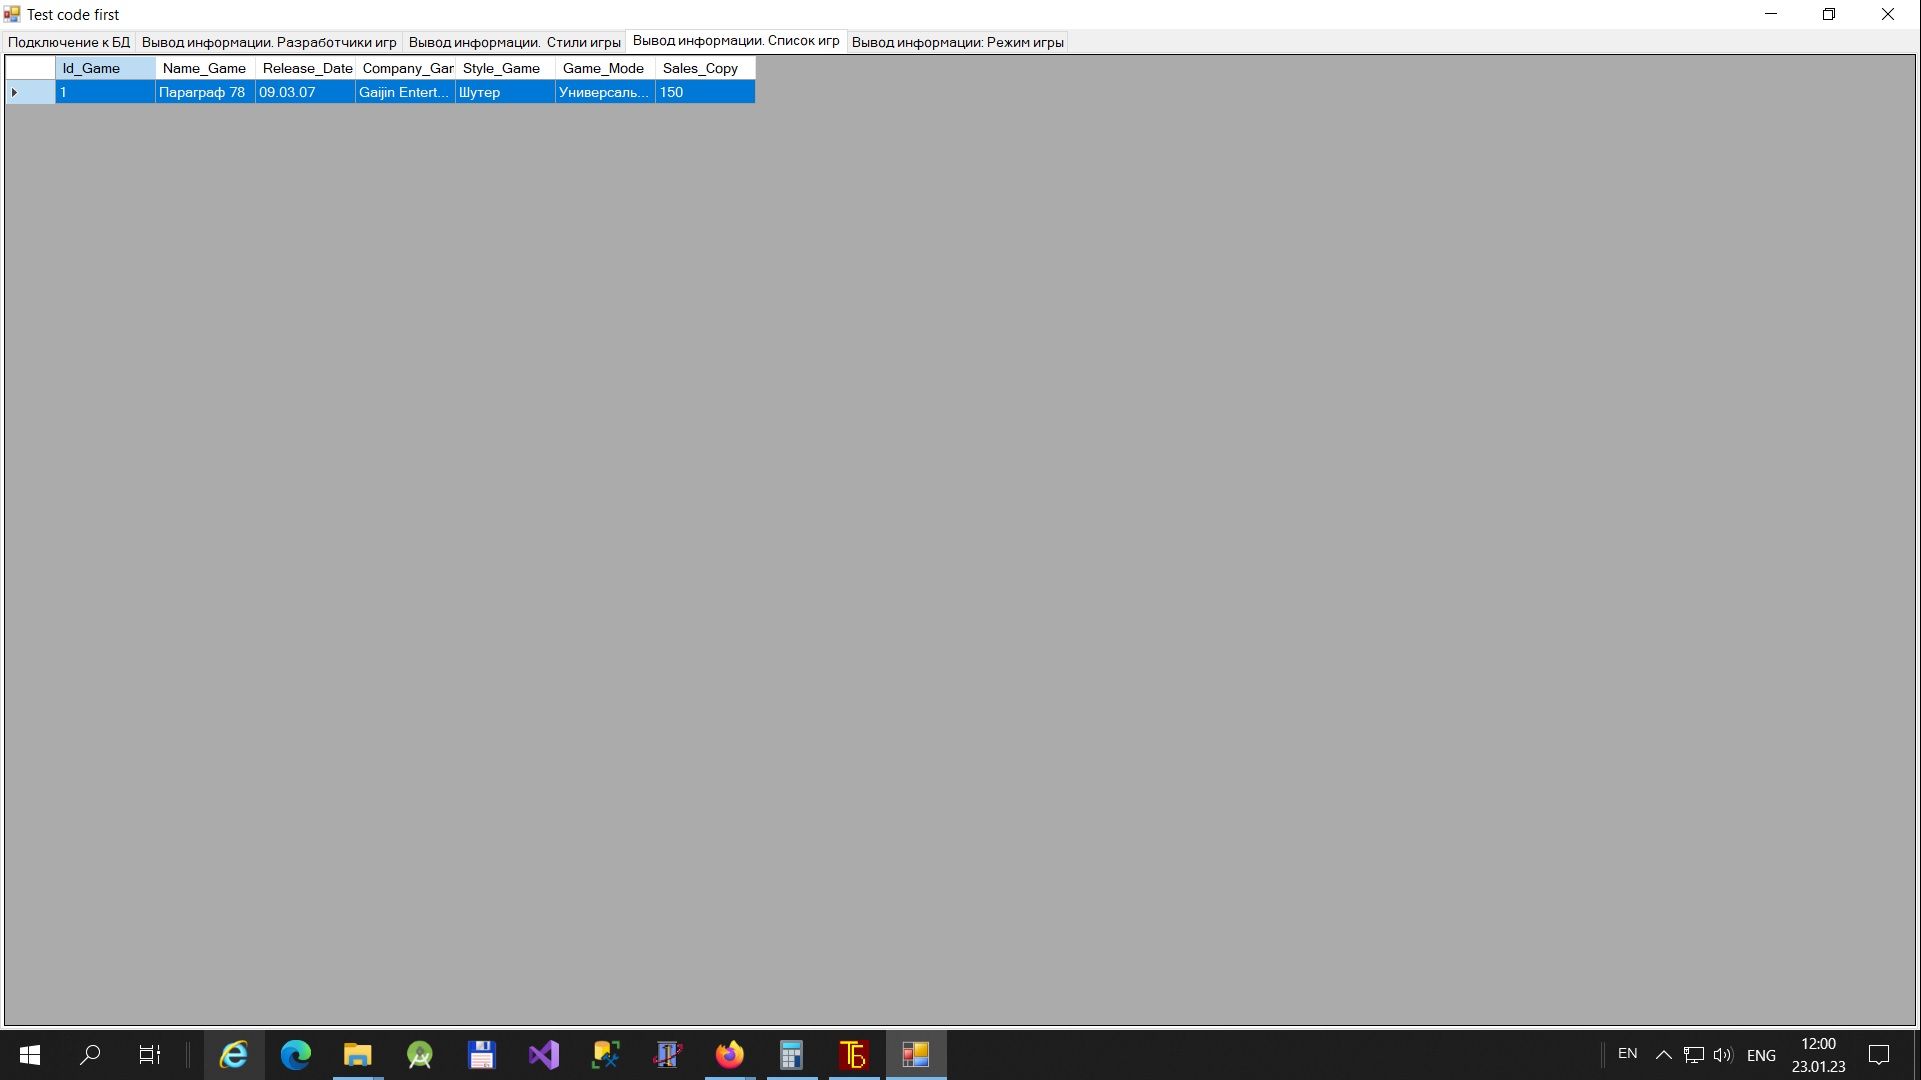 Test code first
Подключение к БД Вывод информации. Разработчики игр Вывод информации. Стили игры Вывод информации. Список игр Вывод информации: Режим игры
Id_Game Name_Game Release_Date Company_Gar Style_Game Game_Mode Sales_Copy
1 Параграф 78 09.03.07 Gaijin Entert... Шутер Универсаль... 150
ТБ
EN ENG 12:00
23.01.23